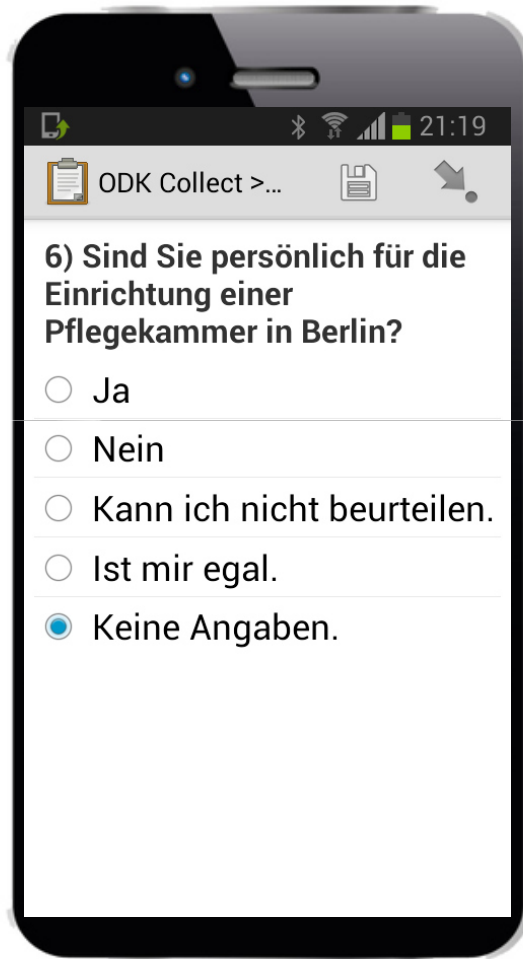 21:19
ODK Collect >...
6) Sind Sie persönlich für die
Einrichtung einer
Pflegekammer in Berlin?
Ja
Nein
Kann ich nicht beurteilen.
Ist mir egal.
Keine Angaben.